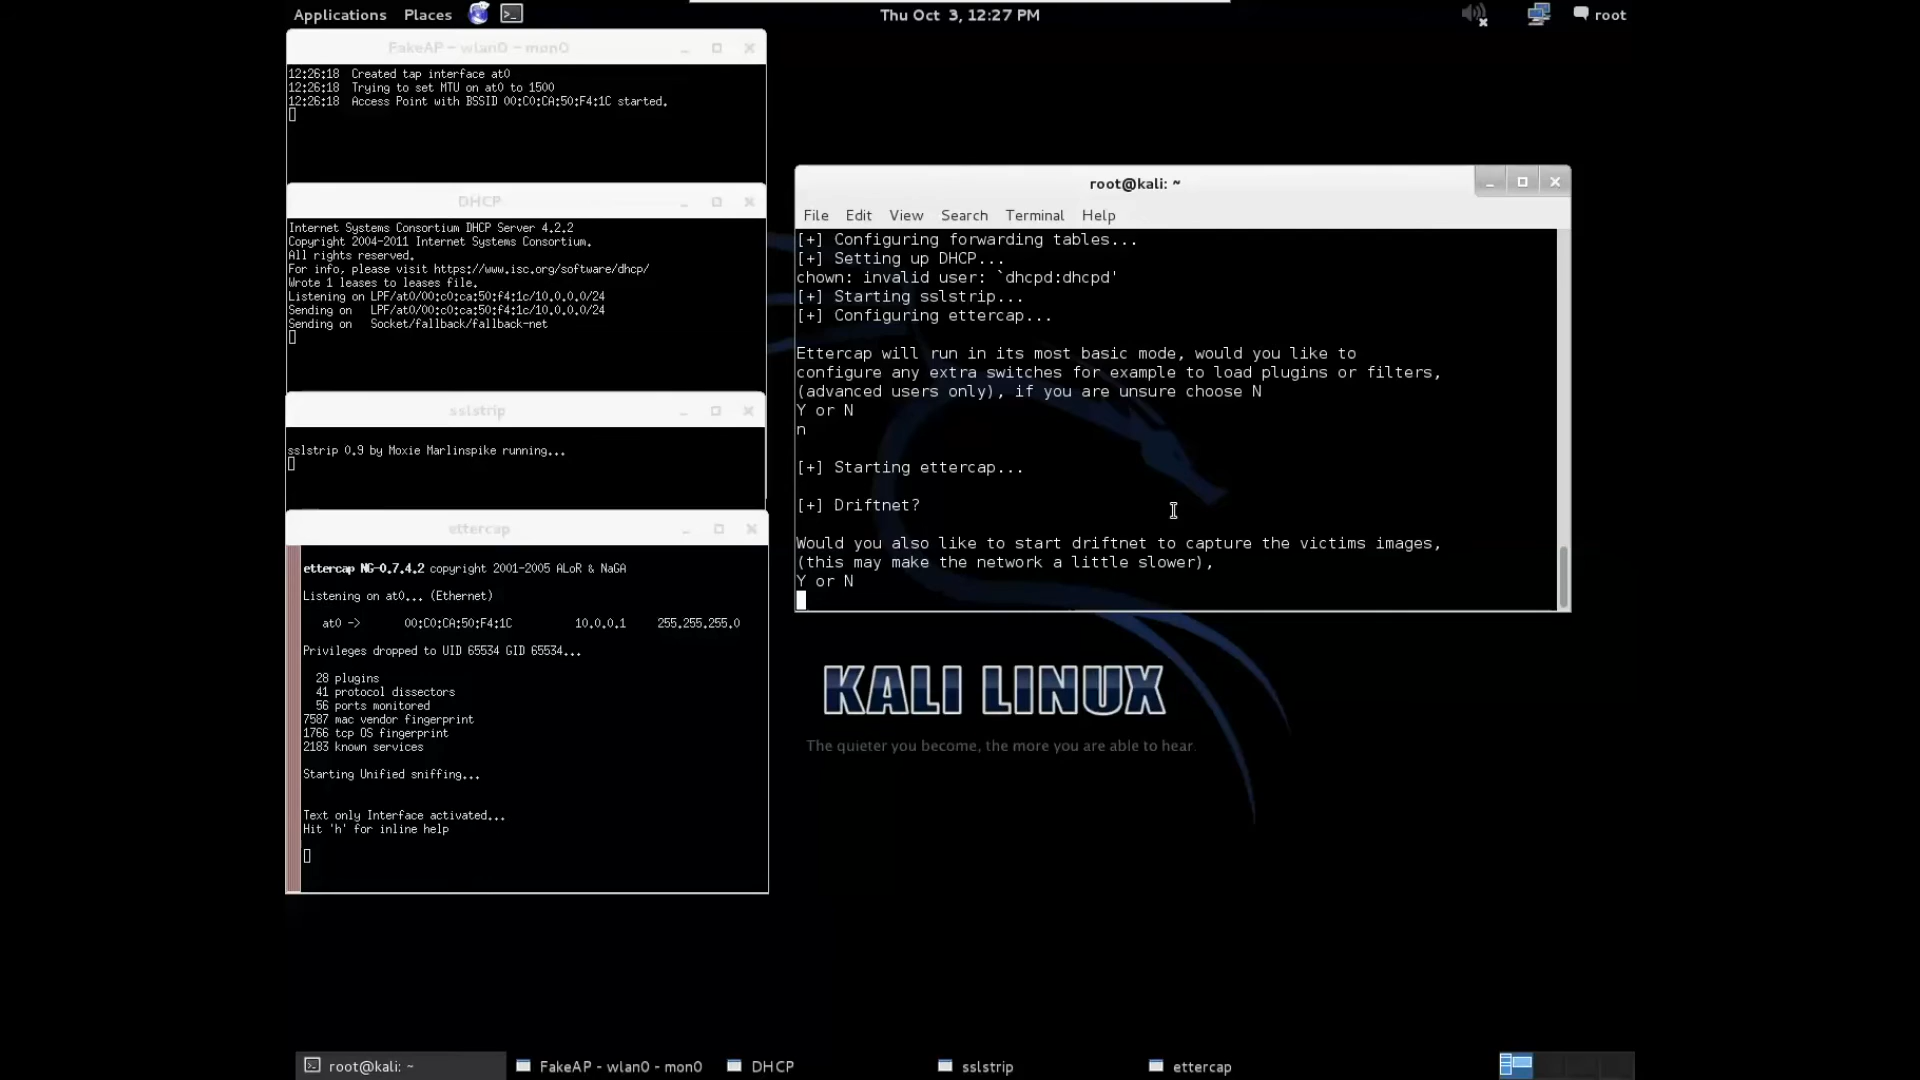 Applications Places
Thu Oct 3, 12:27 PM
root
FakeAP - wlan0 - mon0
12:26:18 Created tap interface at0
12:26:18 Trying to set MTU on at0 to 1500
12:26:18 Access Point with BSSID 00:C0:CA:50:F4:1C started.
DHCP
Internet Systems Consortium DHCP Server 4.2.2
Copyright 2004-2011 Internet Systems Consortium.
All rights reserved.
For info, please visit https://www.isc.org/software/dhcp/
Wrote 1 leases to leases file.
Listening on LPF/at0/00:c0:ca:50:f4:1c/10.0.0.0/24
Sending on LPF/at0/00:c0:ca:50:f4:1c/10.0.0.0/24
Sending on Socket/fallback/fallback-net
sslstrip
sslstrip 0.9 by Moxie Marlinspike running...
ettercap
ettercap NG-0.7.4.2 copyright 2001-2005 ALoR & NaGA
Listening on at0... (Ethernet)
at0 -> 00:C0:CA:50:F4:1C 10.0.0.1 255.255.255.0
Privileges dropped to UID 65534 GID 65534...
28 plugins
41 protocol dissectors
56 ports monitored
7587 mac vendor fingerprint
1766 tcp OS fingerprint
2183 known services
Starting Unified sniffing...
Text only Interface activated...
Hit 'h' for inline help
root@kali: ~
File Edit View Search Terminal Help
[+] Configuring forwarding tables...
[+] Setting up DHCP...
chown: invalid user: `dhcpd:dhcpd'
[+] Starting sslstrip...
[+] Configuring ettercap...
Ettercap will run in its most basic mode, would you like to
configure any extra switches for example to load plugins or filters,
(advanced users only), if you are unsure choose N
Y or N
n
[+] Starting ettercap...
[+] Driftnet?
Would you also like to start driftnet to capture the victims images,
(this may make the network a little slower),
Y or N
KALI LINUX
The quieter you become, the more you are able to hear.
root@kali: ~
FakeAP - wlan0 - mon0
DHCP
sslstrip
ettercap